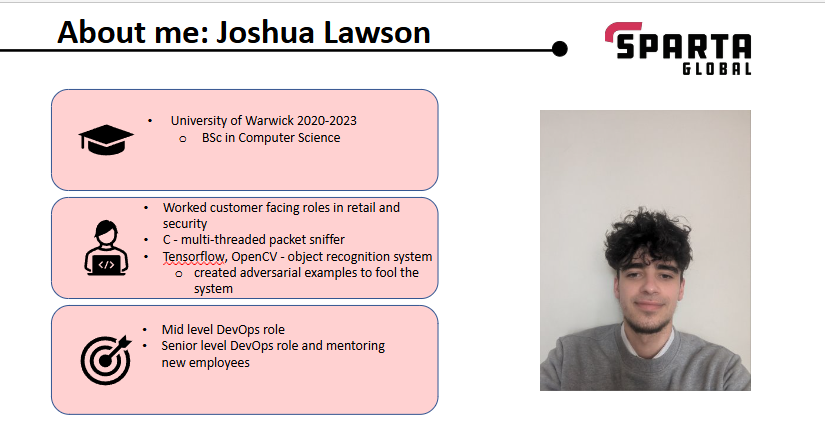 About me: Joshua Lawson
SPARTA
GLOBAL
• University of Warwick 2020-2023
o BSc in Computer Science
• Worked customer facing roles in retail and
security
• C - multi-threaded packet sniffer
• Tensorflow, OpenCV - object recognition system
o created adversarial examples to fool the
system
</>
• Mid level DevOps role
• Senior level DevOps role and mentoring
new employees